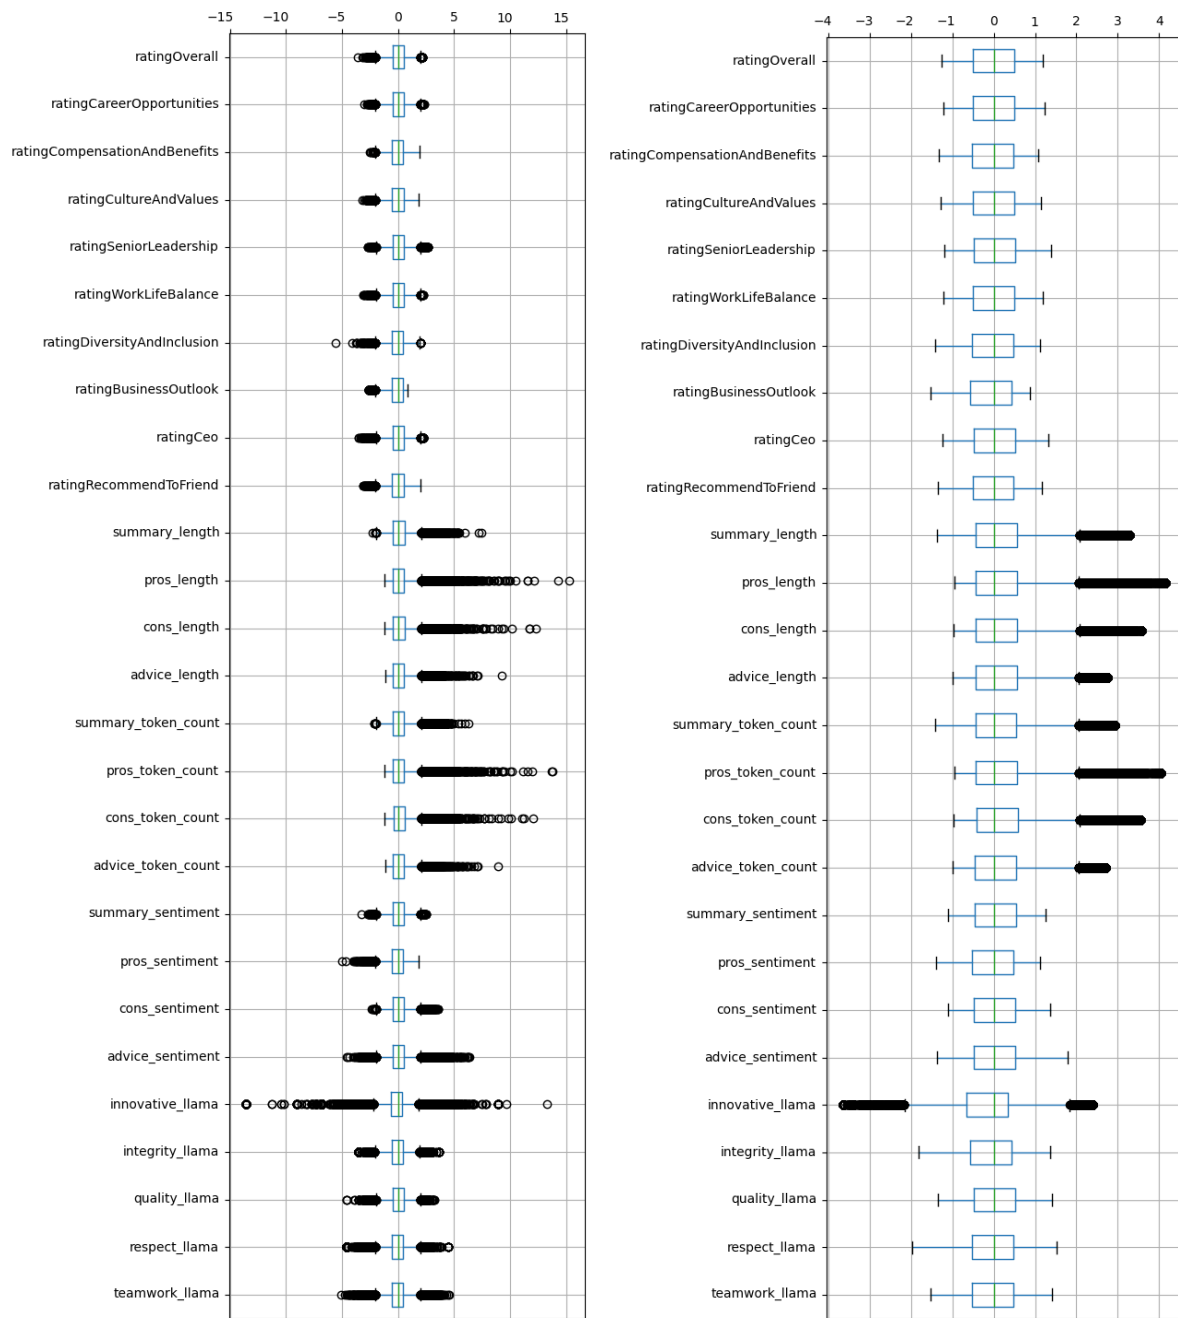 −15 −10 −5 0 5 10 15
ratingOverall
ratingCareerOpportunities
ratingCompensationAndBenefits
ratingCultureAndValues
ratingSeniorLeadership
ratingWorkLifeBalance
ratingDiversityAndInclusion
ratingBusinessOutlook
ratingCeo
ratingRecommendToFriend
summary_length
pros_length
cons_length
advice_length
summary_token_count
pros_token_count
cons_token_count
advice_token_count
summary_sentiment
pros_sentiment
cons_sentiment
advice_sentiment
innovative_llama
integrity_llama
quality_llama
respect_llama
teamwork_llama
−4 −3 −2 −1 0 1 2 3 4
ratingOverall
ratingCareerOpportunities
ratingCompensationAndBenefits
ratingCultureAndValues
ratingSeniorLeadership
ratingWorkLifeBalance
ratingDiversityAndInclusion
ratingBusinessOutlook
ratingCeo
ratingRecommendToFriend
summary_length
pros_length
cons_length
advice_length
summary_token_count
pros_token_count
cons_token_count
advice_token_count
summary_sentiment
pros_sentiment
cons_sentiment
advice_sentiment
innovative_llama
integrity_llama
quality_llama
respect_llama
teamwork_llama